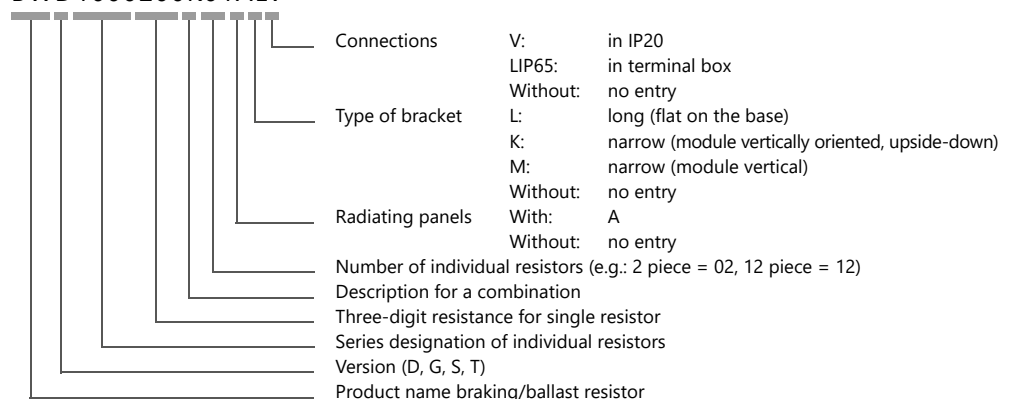 Connections V: in IP20
LIP65: in terminal box
Without: no entry
Type of bracket L: long (flat on the base)
K: narrow (module vertically oriented, upside-down)
M: narrow (module vertical)
Without: no entry
Radiating panels With: A
Without: no entry
Number of individual resistors (e.g.: 2 piece = 02, 12 piece = 12)
Description for a combination
Three-digit resistance for single resistor
Series designation of individual resistors
Version (D, G, S, T)
Product name braking/ballast resistor